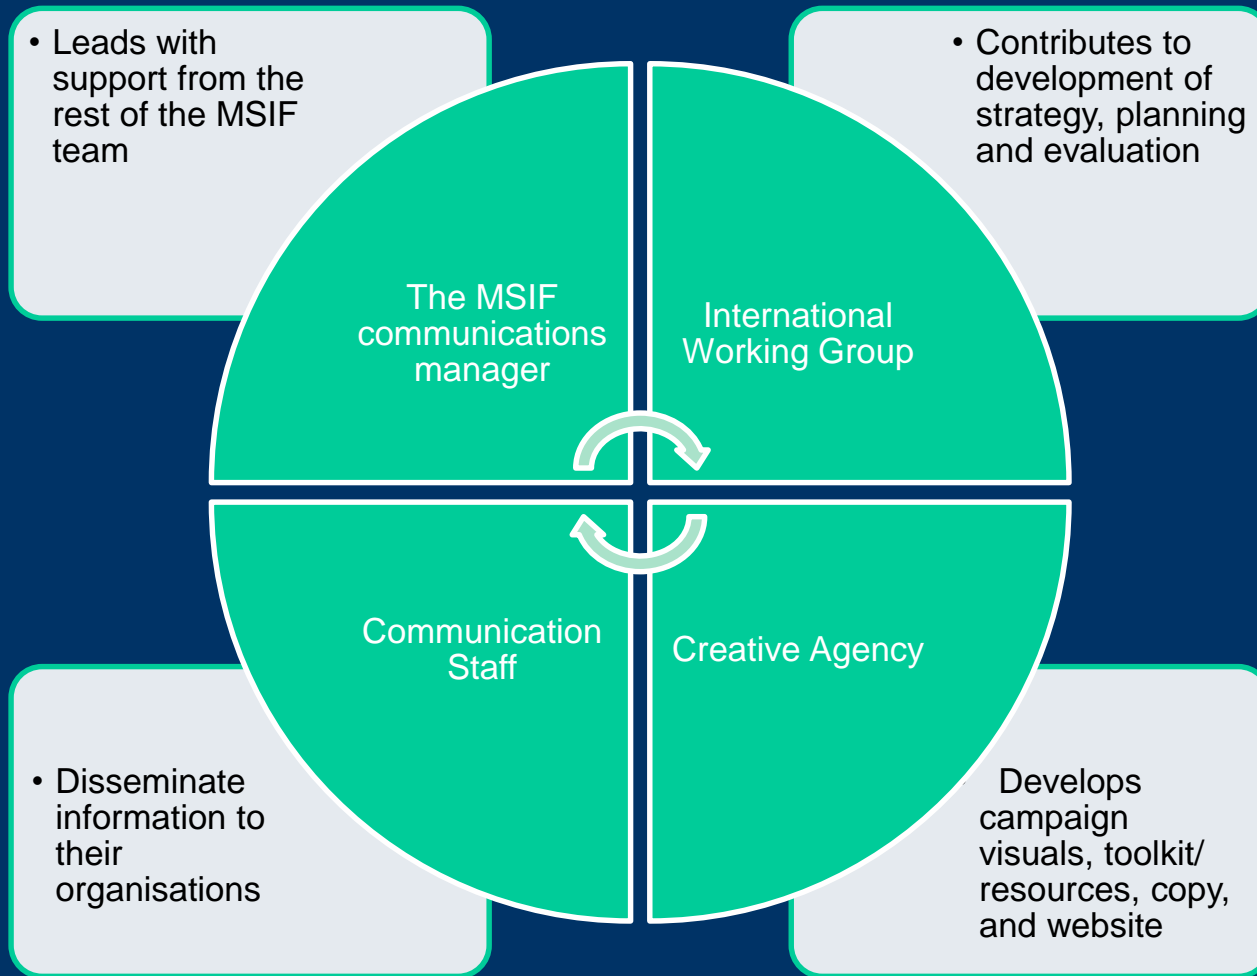 • Leads with
support from the
rest of the MSIF
team
• Contributes to
development of
strategy, planning
and evaluation
The MSIF
communications
manager
International
Working Group
Communication
Staff
Creative Agency
• Disseminate
information to
their
organisations
Develops
campaign
visuals, toolkit/
resources, copy,
and website